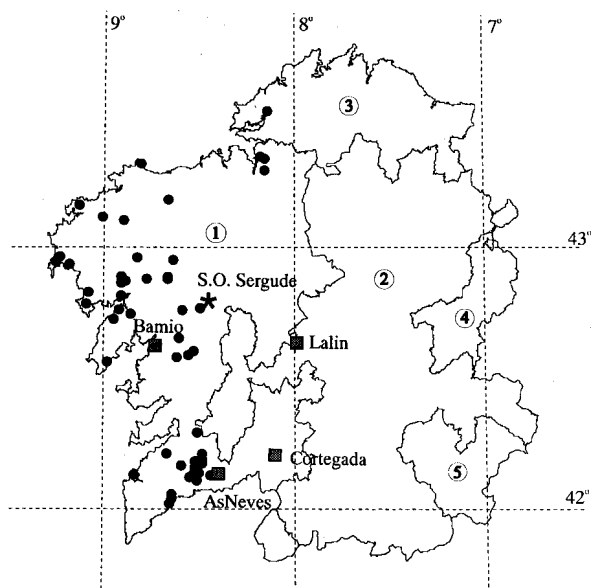 9°
8°
7°
3
1
43°
2
S.O. Sergude
4
Bamio
Lalin
Cortegada
5
AsNeves
42°